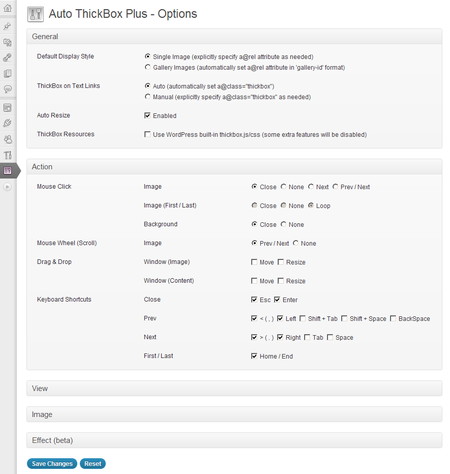 Auto ThickBox Plus - Options
General
Default Display Style Single Image (explicitly specify a@rel attribute as needed)
Gallery Images (automatically set a@rel attribute in 'gallery-id' format)
ThickBox on Text Links Auto (automatically set a@class="thickbox")
Manual (explicitly specify a@class="thickbox" as needed)
Auto Resize Enabled
ThickBox Resources Use WordPress built-in thickbox.js/css (some extra features will be disabled)
Action
Mouse Click Image Close None Next Prev / Next
Image (First / Last) Close None Loop
Background Close None
Mouse Wheel (Scroll) Image Prev / Next None
Drag & Drop Window (Image) Move Resize
Window (Content) Move Resize
Keyboard Shortcuts Close Esc Enter
Prev < ( , ) Left Shift + Tab Shift + Space BackSpace
Next > ( . ) Right Tab Space
First / Last Home / End
View
Image
Effect (beta)
Save Changes Reset